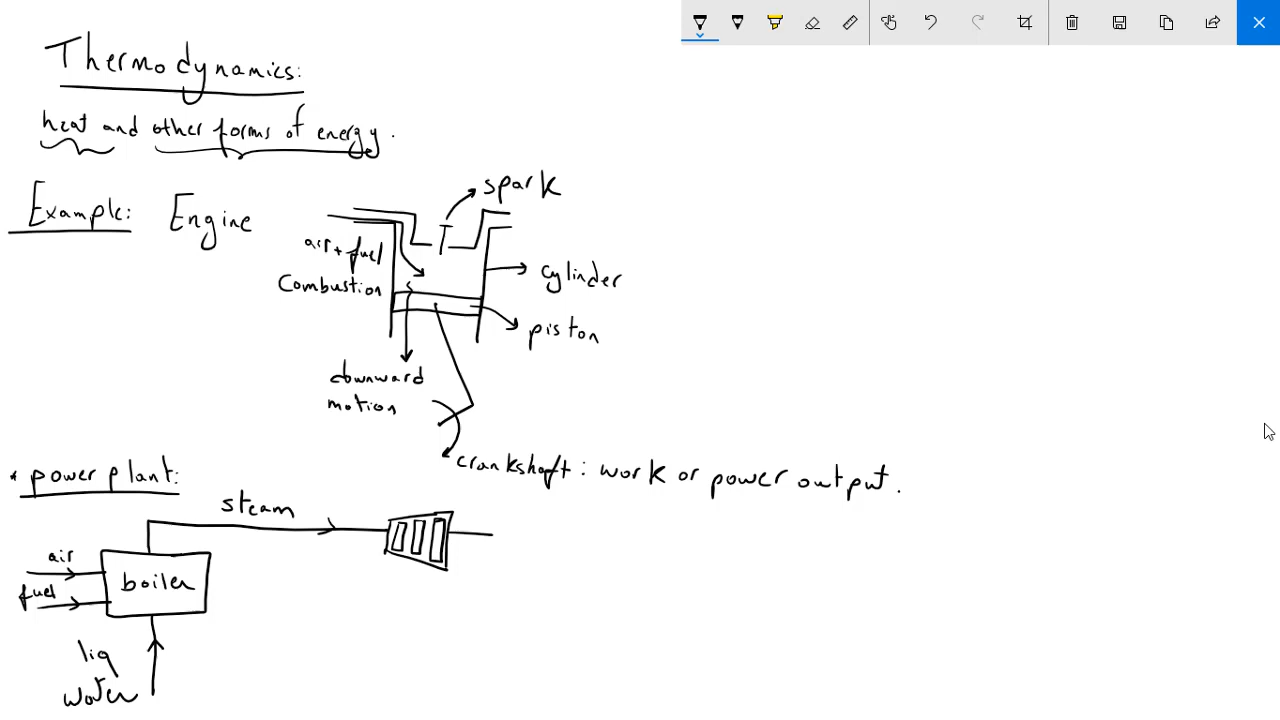 Thermodynamics:
heat and other forms of energy.
Example: Engine
spark
air + fuel
Combustion
cylinder
piston
downward
motion
crankshaft : work or power output.
* power plant:
steam
air
fuel
boiler
liq
water